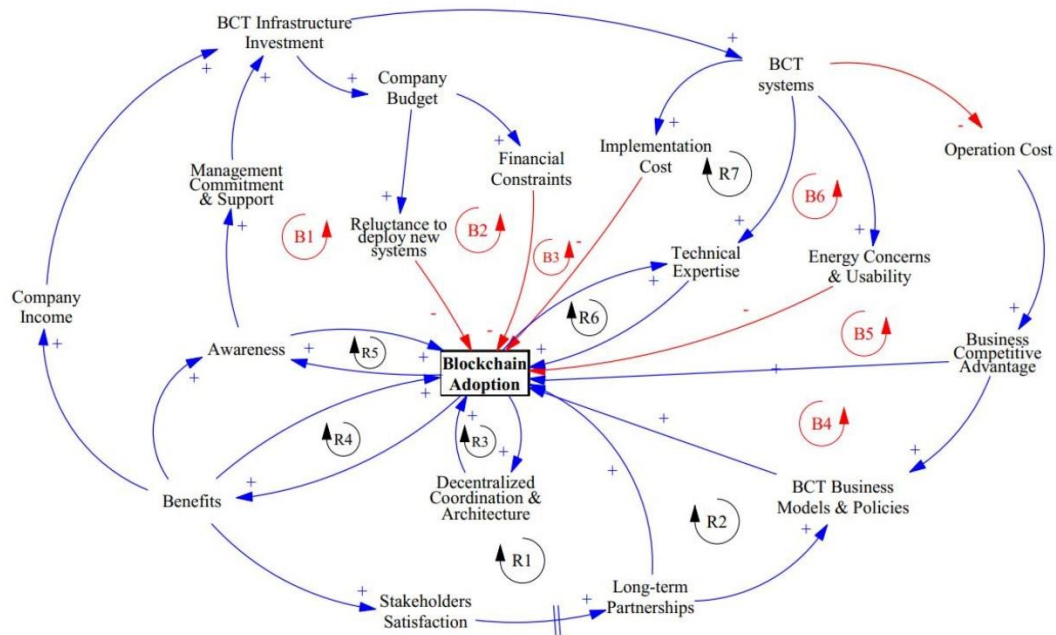 BCT Infrastructure
Investment
+
+
+
+
BCT
systems
Company
Budget
+
+
-
Implementation
Cost
R7
Operation Cost
Management
Commitment
& Support
Financial
Constraints
+
+
B1
Reluctance to
deploy new
systems
B2
B3
-
B6
+
+
Technical
Expertise
Energy Concerns
& Usability
+
Company
Income
+
-
-
R6
-
B5
+
Business
Competitive
Advantage
Awareness
+
R5
+
Blockchain
Adoption
+
+
+
+
R4
+
R3
+
B4
+
+
Benefits
+
Decentralized
Coordination &
Architecture
+
BCT Business
Models & Policies
R1
R2
+
+
Stakeholders
Satisfaction
+
Long-term
Partnerships